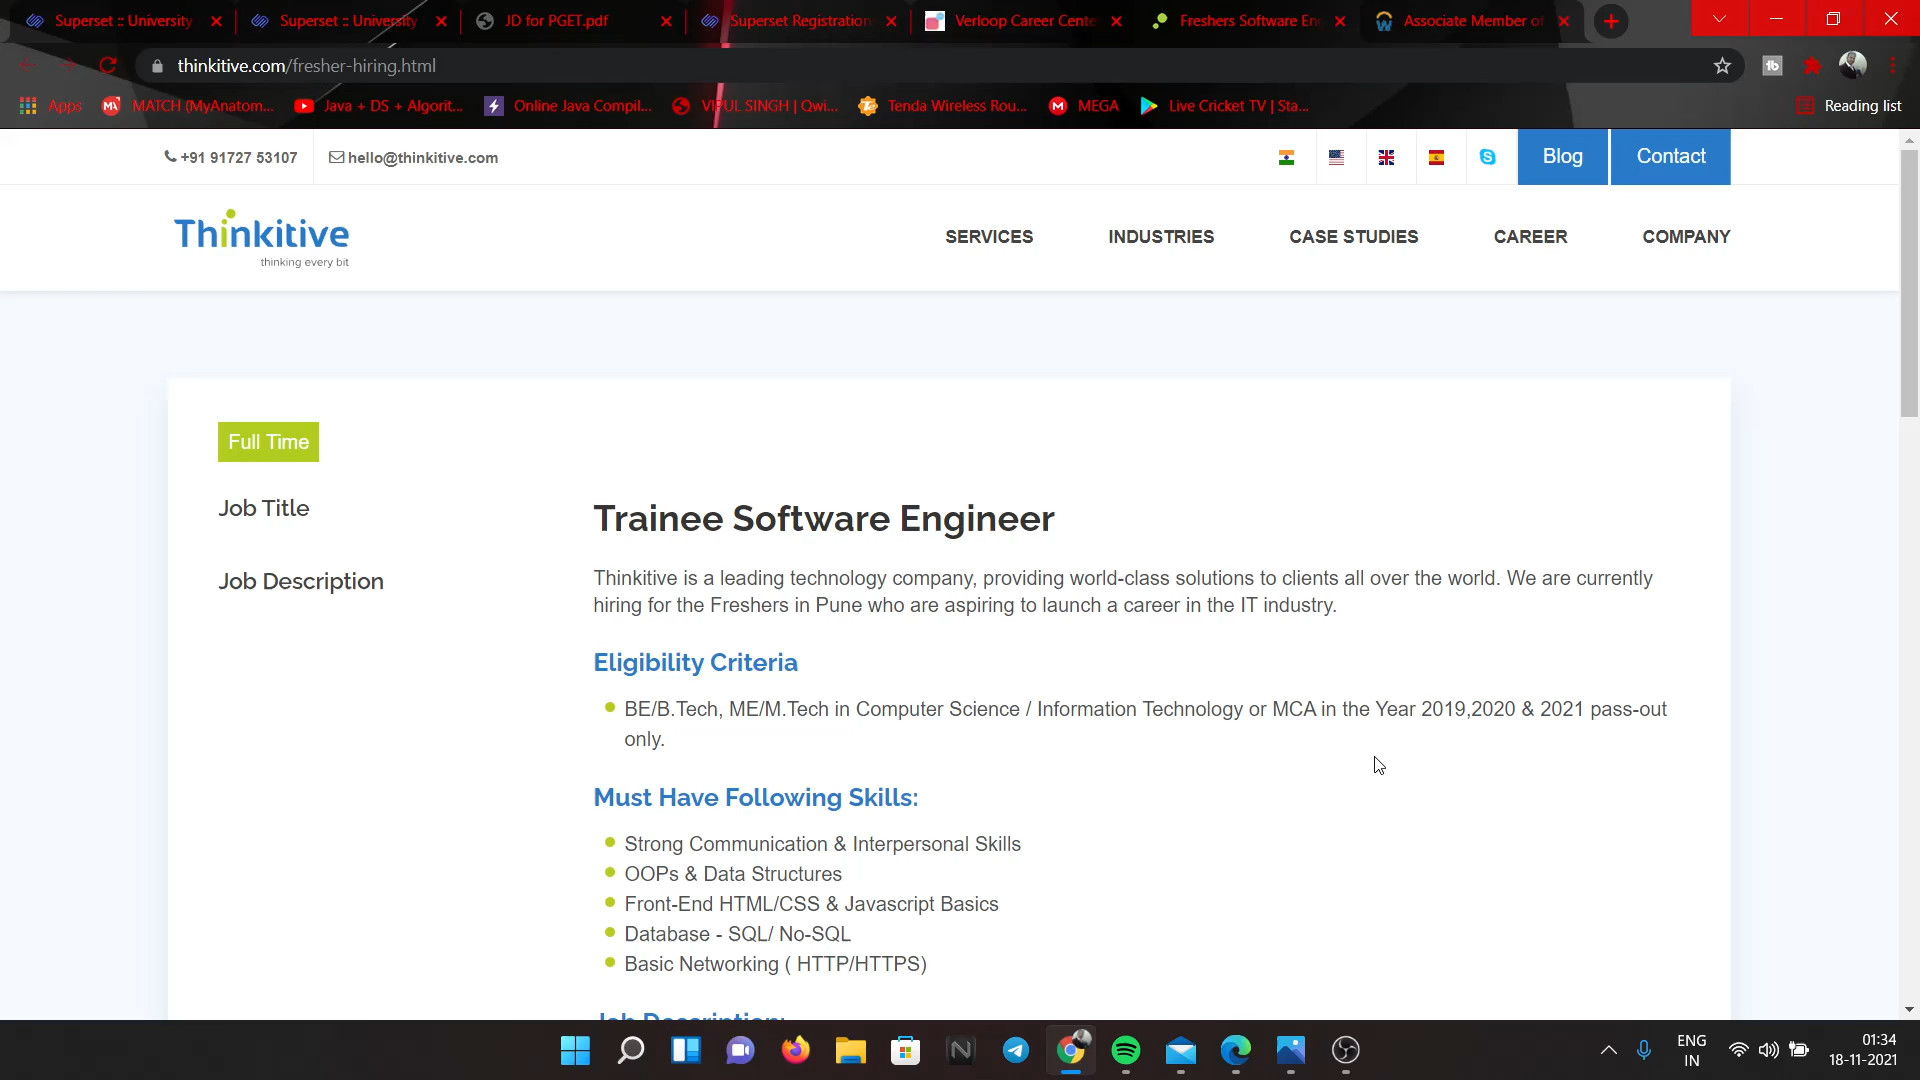 Superset :: University
Superset :: University
JD for PGET.pdf
Superset Registration
Verloop Career Cente
Freshers Software En
Associate Member of
thinkitive.com/fresher-hiring.html
Apps
MATCH (MyAnatom...
Java + DS + Algorit...
Online Java Compil...
VIPUL SINGH | Qwi...
Tenda Wireless Rou...
MEGA
Live Cricket TV | Sta...
Reading list
+91 91727 53107
hello@thinkitive.com
Blog
Contact
Thinkitive
thinking every bit
SERVICES
INDUSTRIES
CASE STUDIES
CAREER
COMPANY
Full Time
Job Title
Trainee Software Engineer
Job Description
Thinkitive is a leading technology company, providing world-class solutions to clients all over the world. We are currently
hiring for the Freshers in Pune who are aspiring to launch a career in the IT industry.
Eligibility Criteria
BE/B.Tech, ME/M.Tech in Computer Science / Information Technology or MCA in the Year 2019,2020 & 2021 pass-out
only.
Must Have Following Skills:
Strong Communication & Interpersonal Skills
OOPs & Data Structures
Front-End HTML/CSS & Javascript Basics
Database - SQL/ No-SQL
Basic Networking ( HTTP/HTTPS)
Job Description:
ENG
IN
01:34
18-11-2021